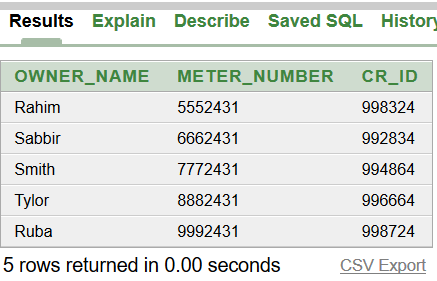 Results Explain Describe Saved SQL History
OWNER_NAME METER_NUMBER CR_ID
Rahim 5552431 998324
Sabbir 6662431 992834
Smith 7772431 994864
Tylor 8882431 996664
Ruba 9992431 998724
5 rows returned in 0.00 seconds CSV Export